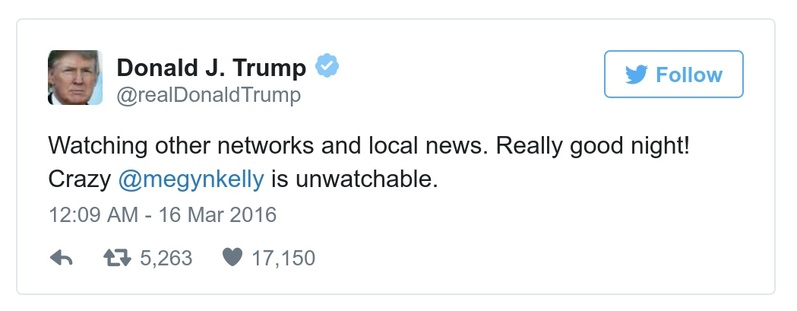 Donald J. Trump
@realDonaldTrump
Follow
Watching other networks and local news. Really good night!
Crazy @megynkelly is unwatchable.
12:09 AM - 16 Mar 2016
5,263 17,150